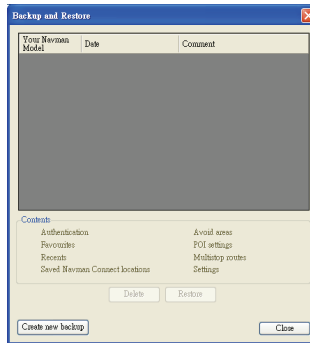 Backup and Restore
Your Navman Model Date Comment
Contents
Authentication Avoid areas
Favourites POI settings
Recents Multistop routes
Saved Navman Connect locations Settings
Delete Restore
Create new backup Close